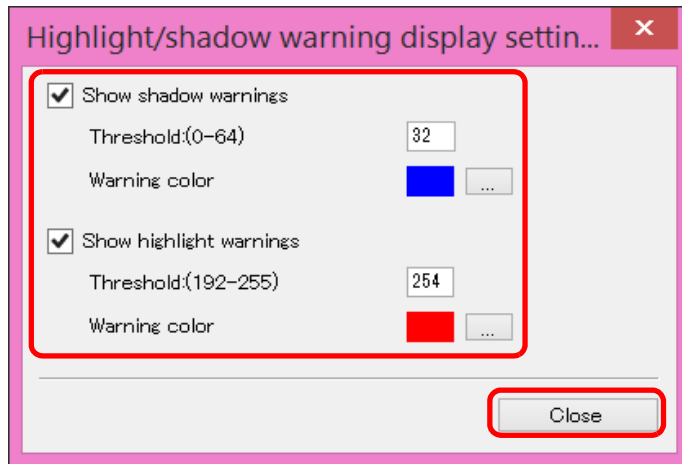 Highlight/shadow warning display settin...
Show shadow warnings
Threshold:(0-64) 32
Warning color ...
Show highlight warnings
Threshold:(192-255) 254
Warning color ...
Close